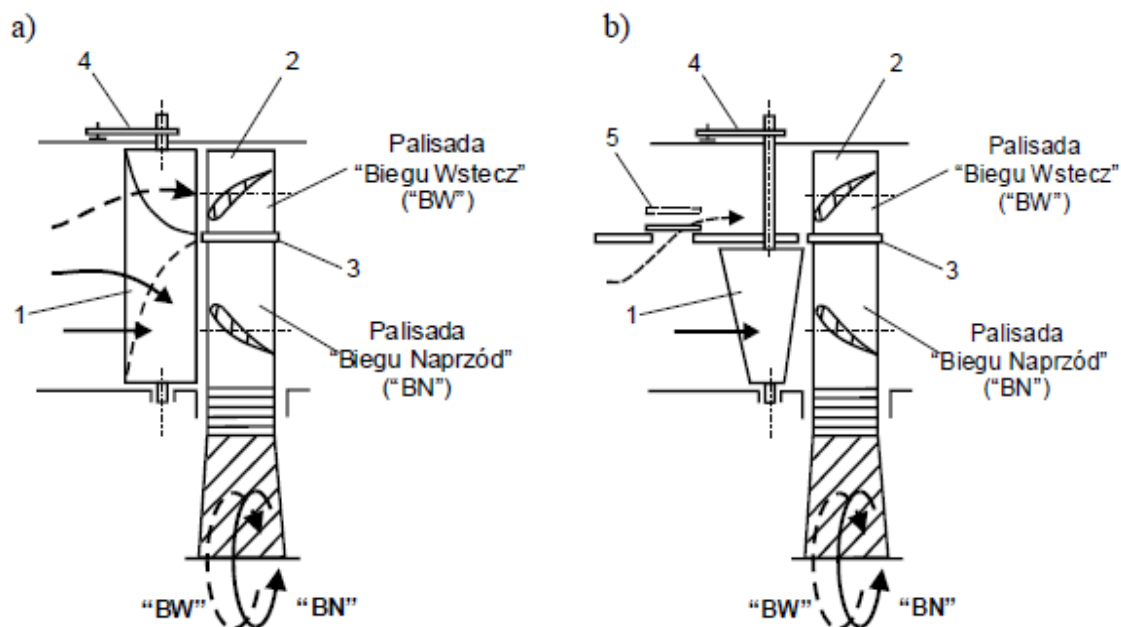 a)
4
2
Palisada
“Biegu Wstecz”
(“BW”)
3
1
Palisada
“Biegu Naprzód”
(“BN”)
“BW”
“BN”
b)
4
2
5
Palisada
“Biegu Wstecz”
(“BW”)
3
1
Palisada
“Biegu Naprzód”
(“BN”)
“BW”
“BN”